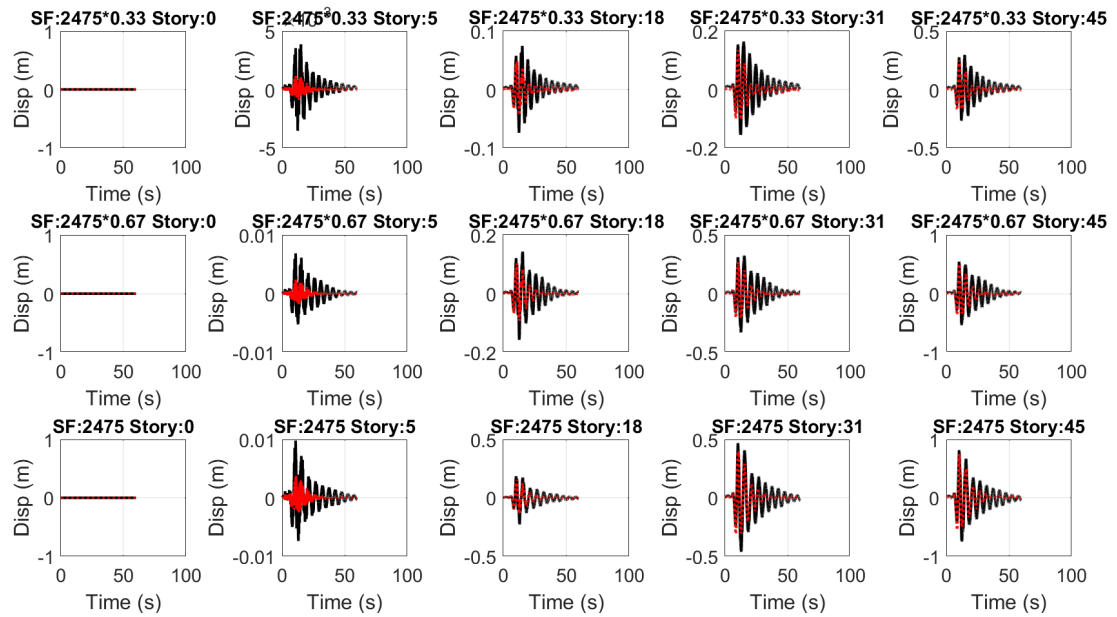 SF:2475*0.33 Story:0
SF:2475*0.33 Story:5
SF:2475*0.33 Story:18
SF:2475*0.33 Story:31
SF:2475*0.33 Story:45
1
0
-1
Disp (m)
0 50 100
Time (s)
5
0
-5
Disp (m)
0 50 100
Time (s)
0.1
0
-0.1
Disp (m)
0 50 100
Time (s)
0.2
0
-0.2
Disp (m)
0 50 100
Time (s)
0.5
0
-0.5
Disp (m)
0 50 100
Time (s)
SF:2475*0.67 Story:0
SF:2475*0.67 Story:5
SF:2475*0.67 Story:18
SF:2475*0.67 Story:31
SF:2475*0.67 Story:45
1
0
-1
Disp (m)
0 50 100
Time (s)
0.01
0
-0.01
Disp (m)
0 50 100
Time (s)
0.2
0
-0.2
Disp (m)
0 50 100
Time (s)
0.5
0
-0.5
Disp (m)
0 50 100
Time (s)
1
0
-1
Disp (m)
0 50 100
Time (s)
SF:2475 Story:0
SF:2475 Story:5
SF:2475 Story:18
SF:2475 Story:31
SF:2475 Story:45
1
0
-1
Disp (m)
0 50 100
Time (s)
0.01
0
-0.01
Disp (m)
0 50 100
Time (s)
0.5
0
-0.5
Disp (m)
0 50 100
Time (s)
0.5
0
-0.5
Disp (m)
0 50 100
Time (s)
1
0
-1
Disp (m)
0 50 100
Time (s)